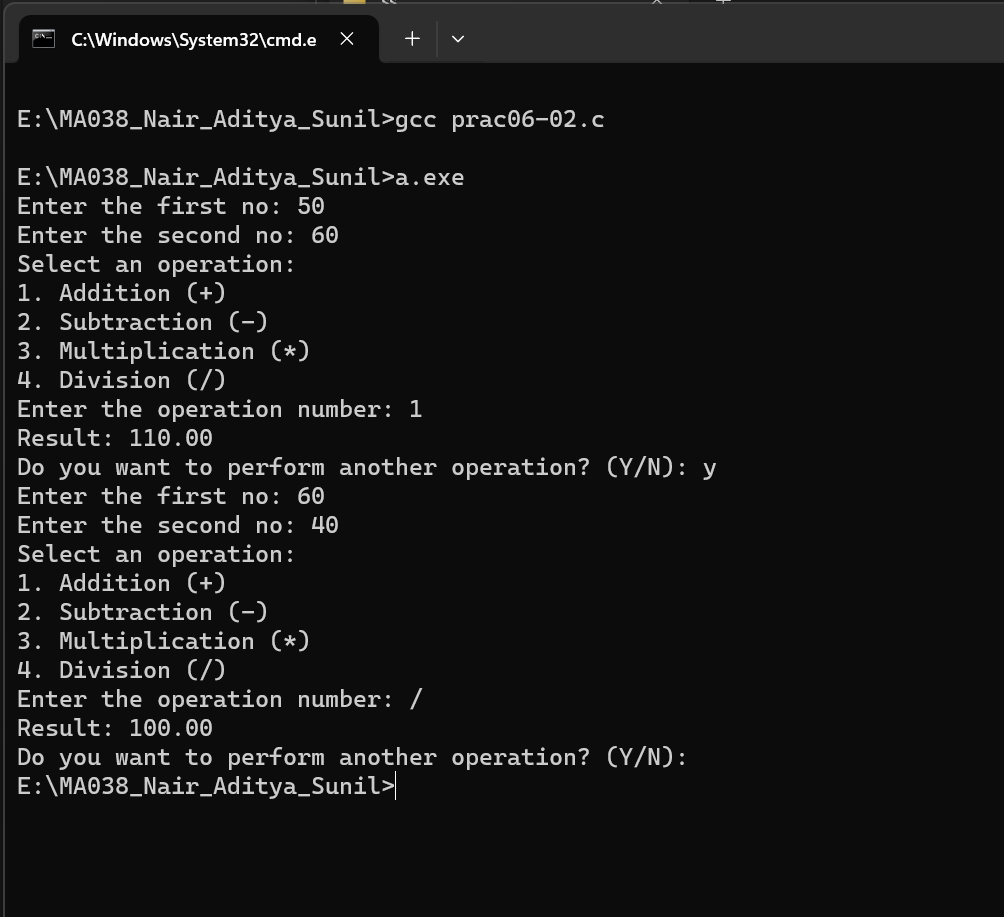 C:\Windows\System32\cmd.e
E:\MA038_Nair_Aditya_Sunil>gcc prac06-02.c
E:\MA038_Nair_Aditya_Sunil>a.exe
Enter the first no: 50
Enter the second no: 60
Select an operation:
1. Addition (+)
2. Subtraction (-)
3. Multiplication (*)
4. Division (/)
Enter the operation number: 1
Result: 110.00
Do you want to perform another operation? (Y/N): y
Enter the first no: 60
Enter the second no: 40
Select an operation:
1. Addition (+)
2. Subtraction (-)
3. Multiplication (*)
4. Division (/)
Enter the operation number: /
Result: 100.00
Do you want to perform another operation? (Y/N):
E:\MA038_Nair_Aditya_Sunil>